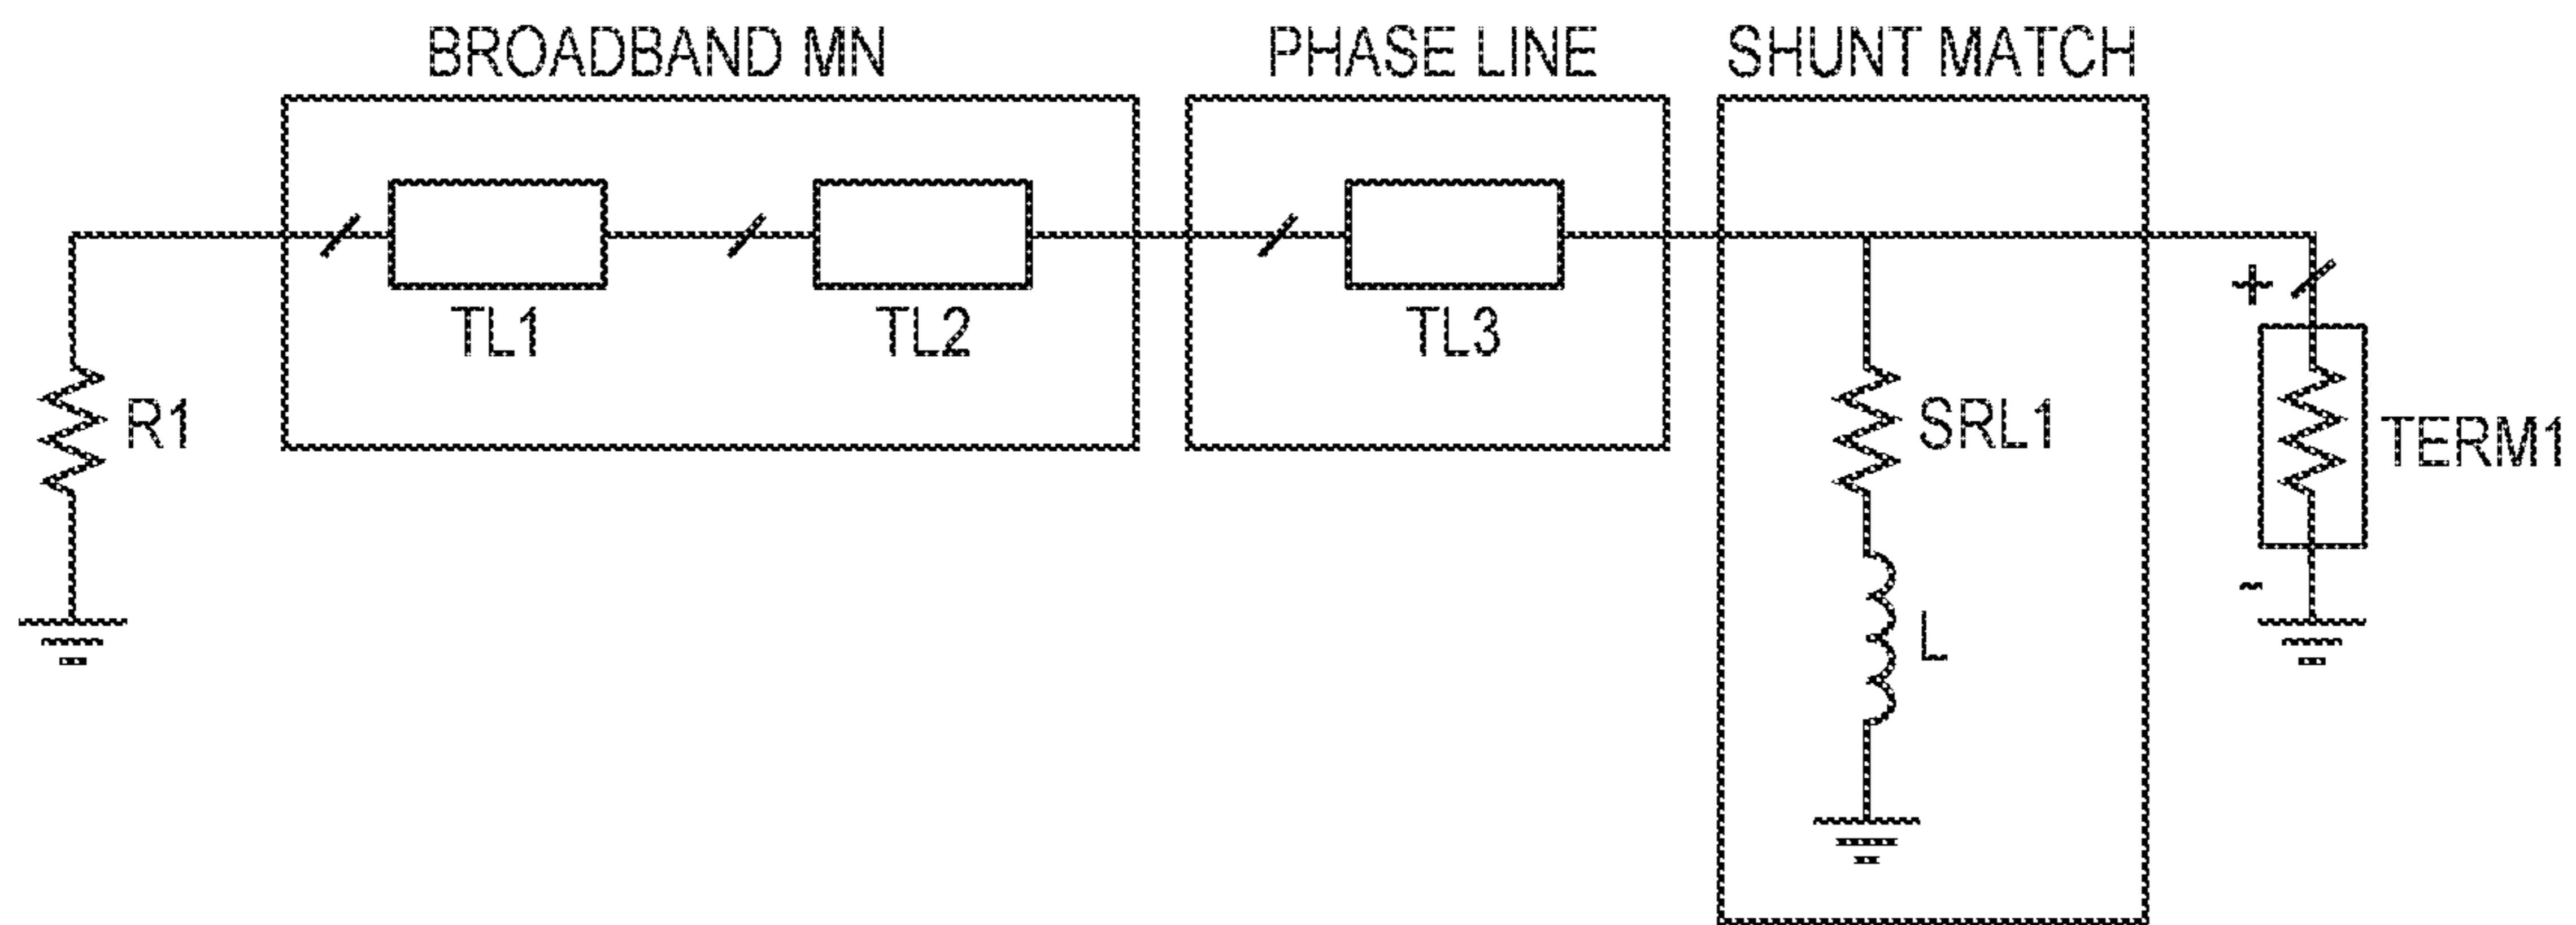 BROADBAND MN
PHASE LINE
SHUNT MATCH
TL1
TL2
TL3
R1
SRL1
L
+
TERM1
-